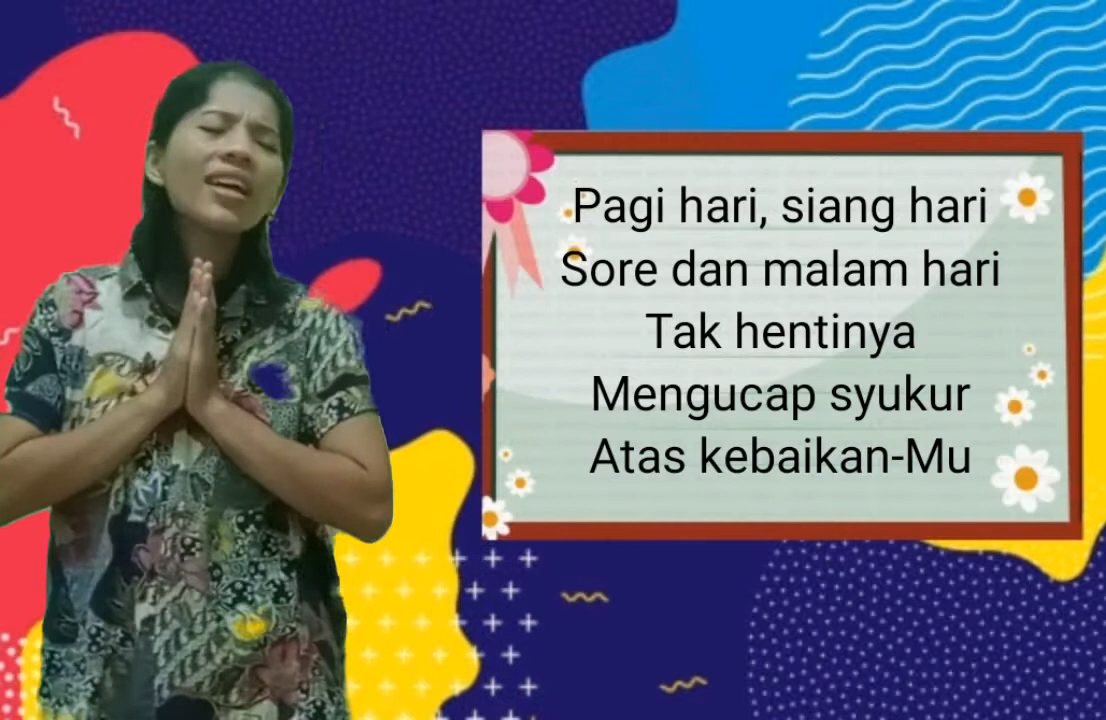 Pagi hari, siang hari
Sore dan malam hari
Tak hentinya
Mengucap syukur
Atas kebaikan-Mu